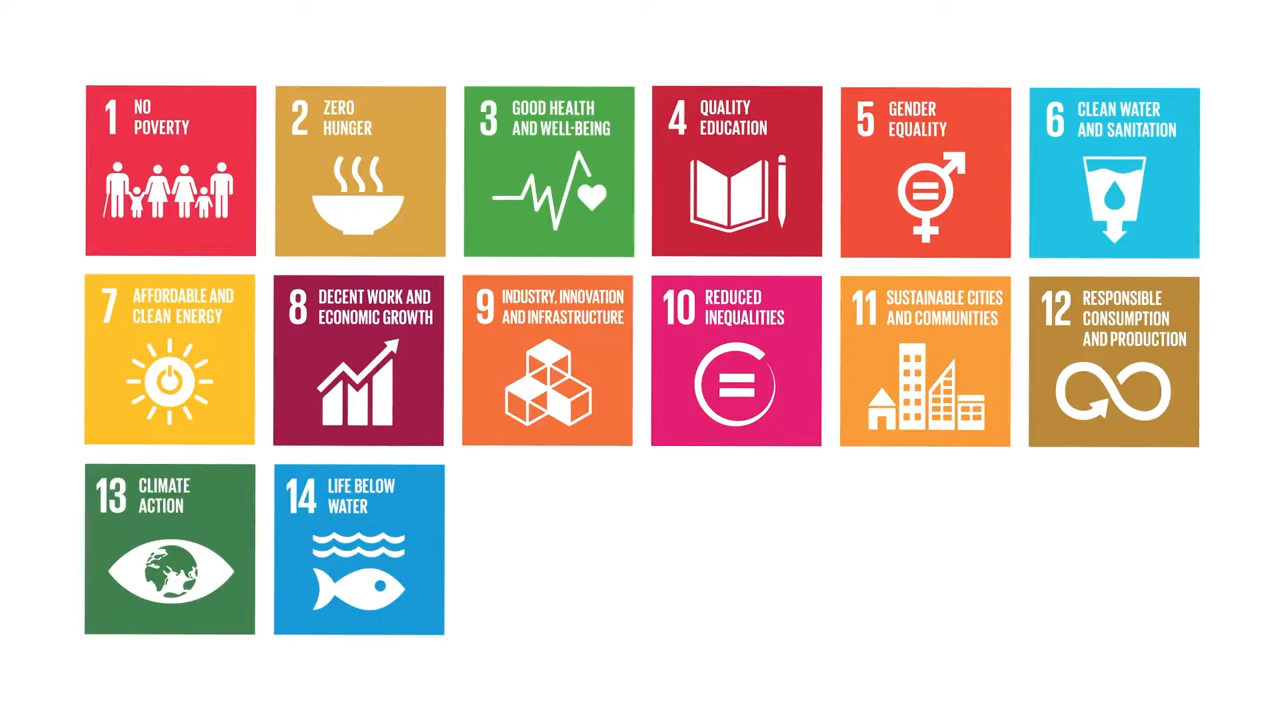 1 NO
POVERTY
2 ZERO
HUNGER
3 GOOD HEALTH
AND WELL-BEING
4 QUALITY
EDUCATION
5 GENDER
EQUALITY
6 CLEAN WATER
AND SANITATION
7 AFFORDABLE AND
CLEAN ENERGY
8 DECENT WORK AND
ECONOMIC GROWTH
9 INDUSTRY, INNOVATION
AND INFRASTRUCTURE
10 REDUCED
INEQUALITIES
11 SUSTAINABLE CITIES
AND COMMUNITIES
12 RESPONSIBLE
CONSUMPTION
AND PRODUCTION
13 CLIMATE
ACTION
14 LIFE BELOW
WATER